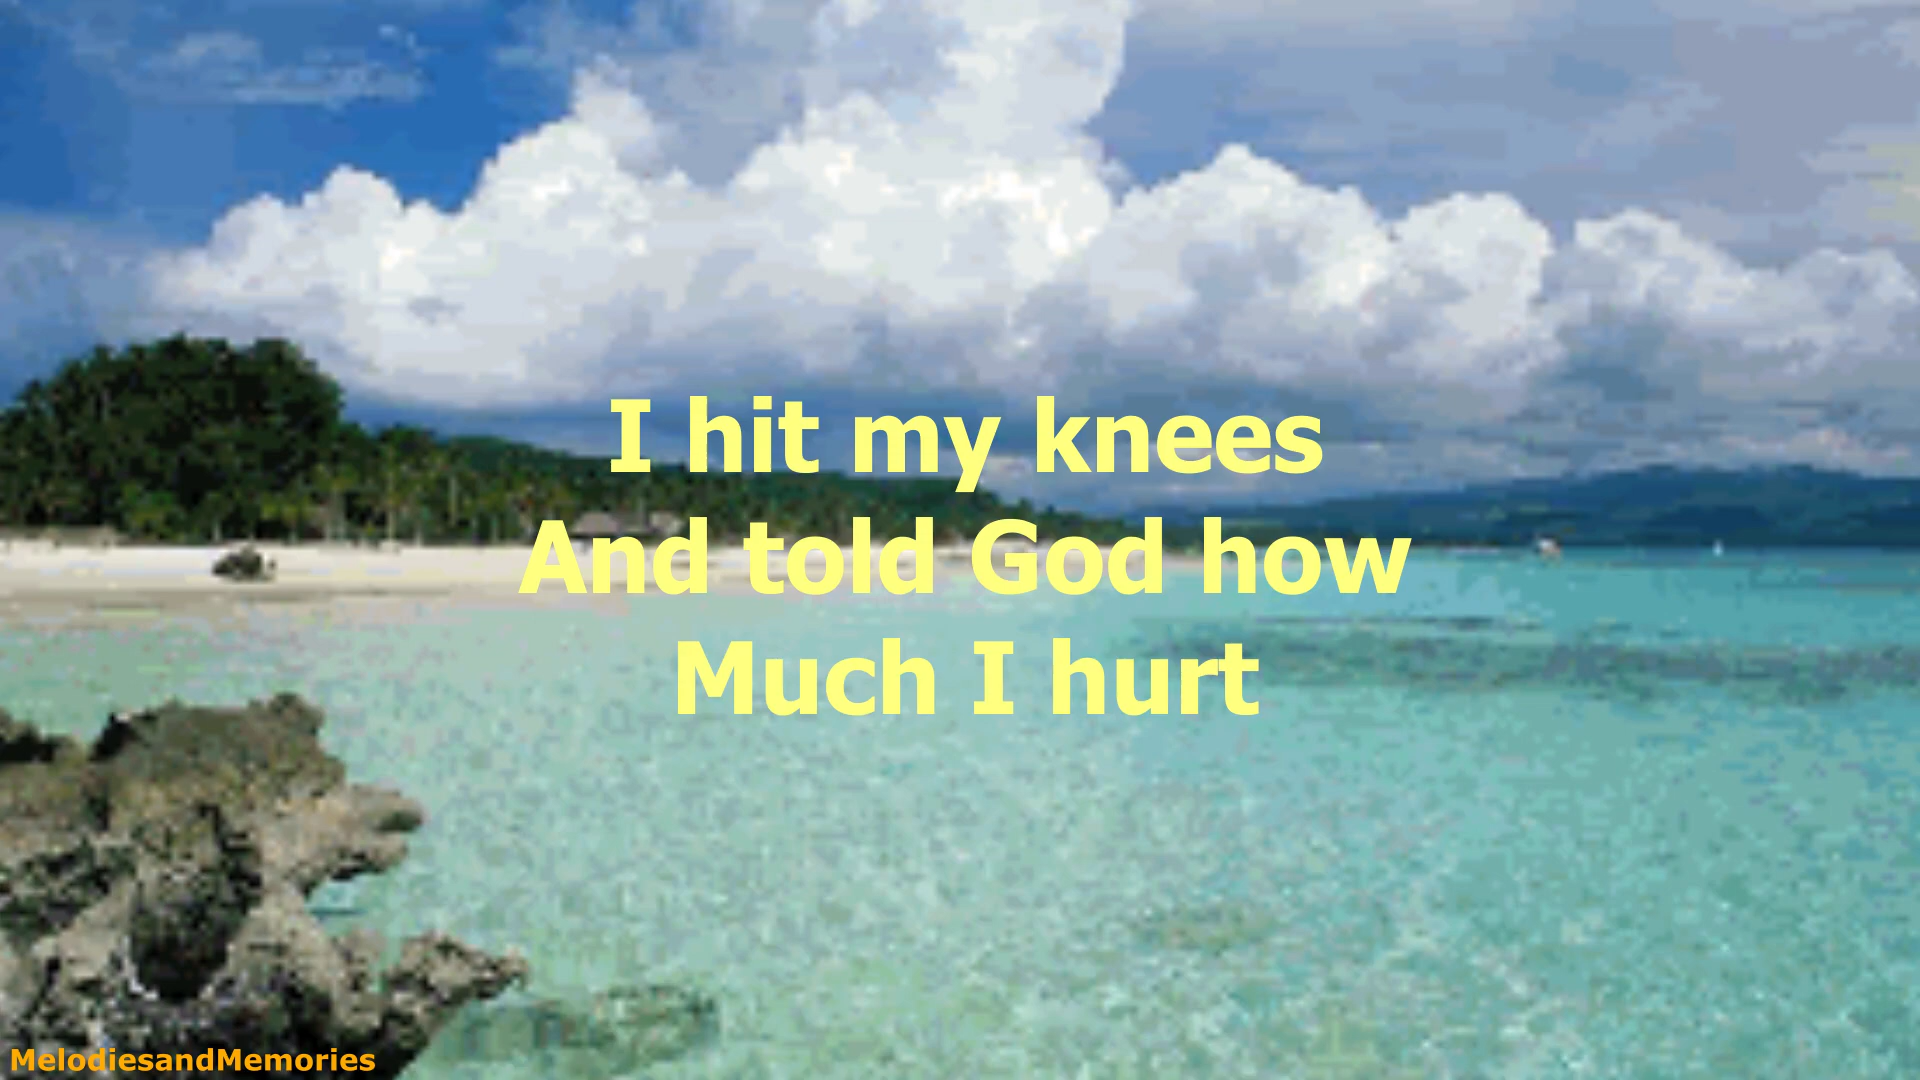 I hit my knees
And told God how
Much I hurt
MelodiesandMemories